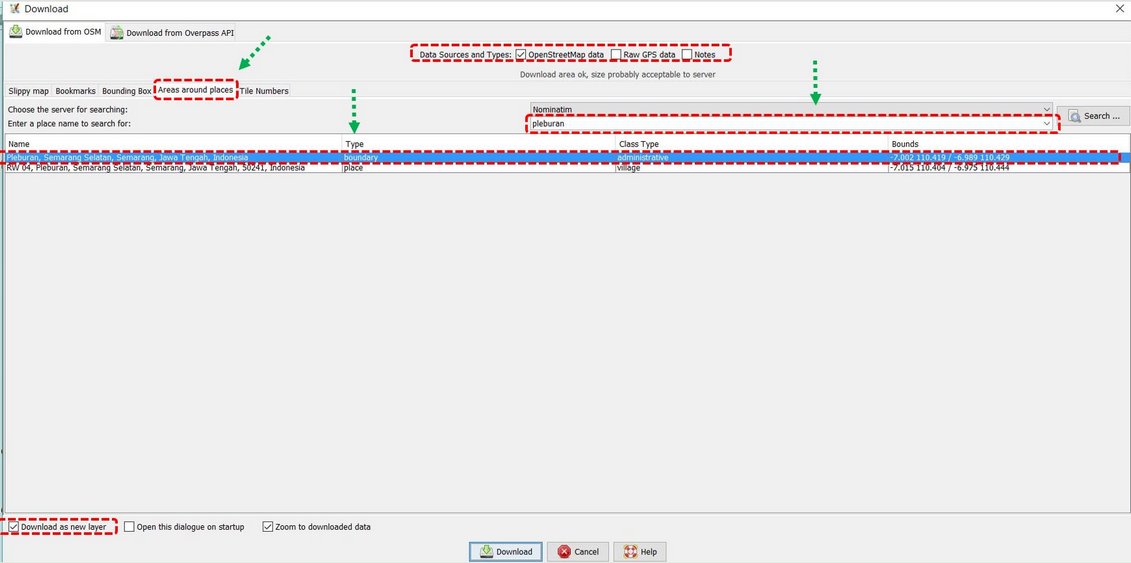 Download
Download from OSM Download from Overpass API
Data Sources and Types: OpenStreetMap data Raw GPS data Notes
Download area ok, size probably acceptable to server
Slippy map Bookmarks Bounding Box Areas around places Tile Numbers
Choose the server for searching: Nominatim
Enter a place name to search for: pleburan Search ...
Name Type Class Type Bounds
Pleburan, Semarang Selatan, Semarang, Jawa Tengah, Indonesia boundary administrative -7.002 110.419 / -6.989 110.429
RW 04, Pleburan, Semarang Selatan, Semarang, Jawa Tengah, 50241, Indonesia place village -7.015 110.404 / -6.975 110.444
Download as new layer Open this dialogue on startup Zoom to downloaded data
Download Cancel Help